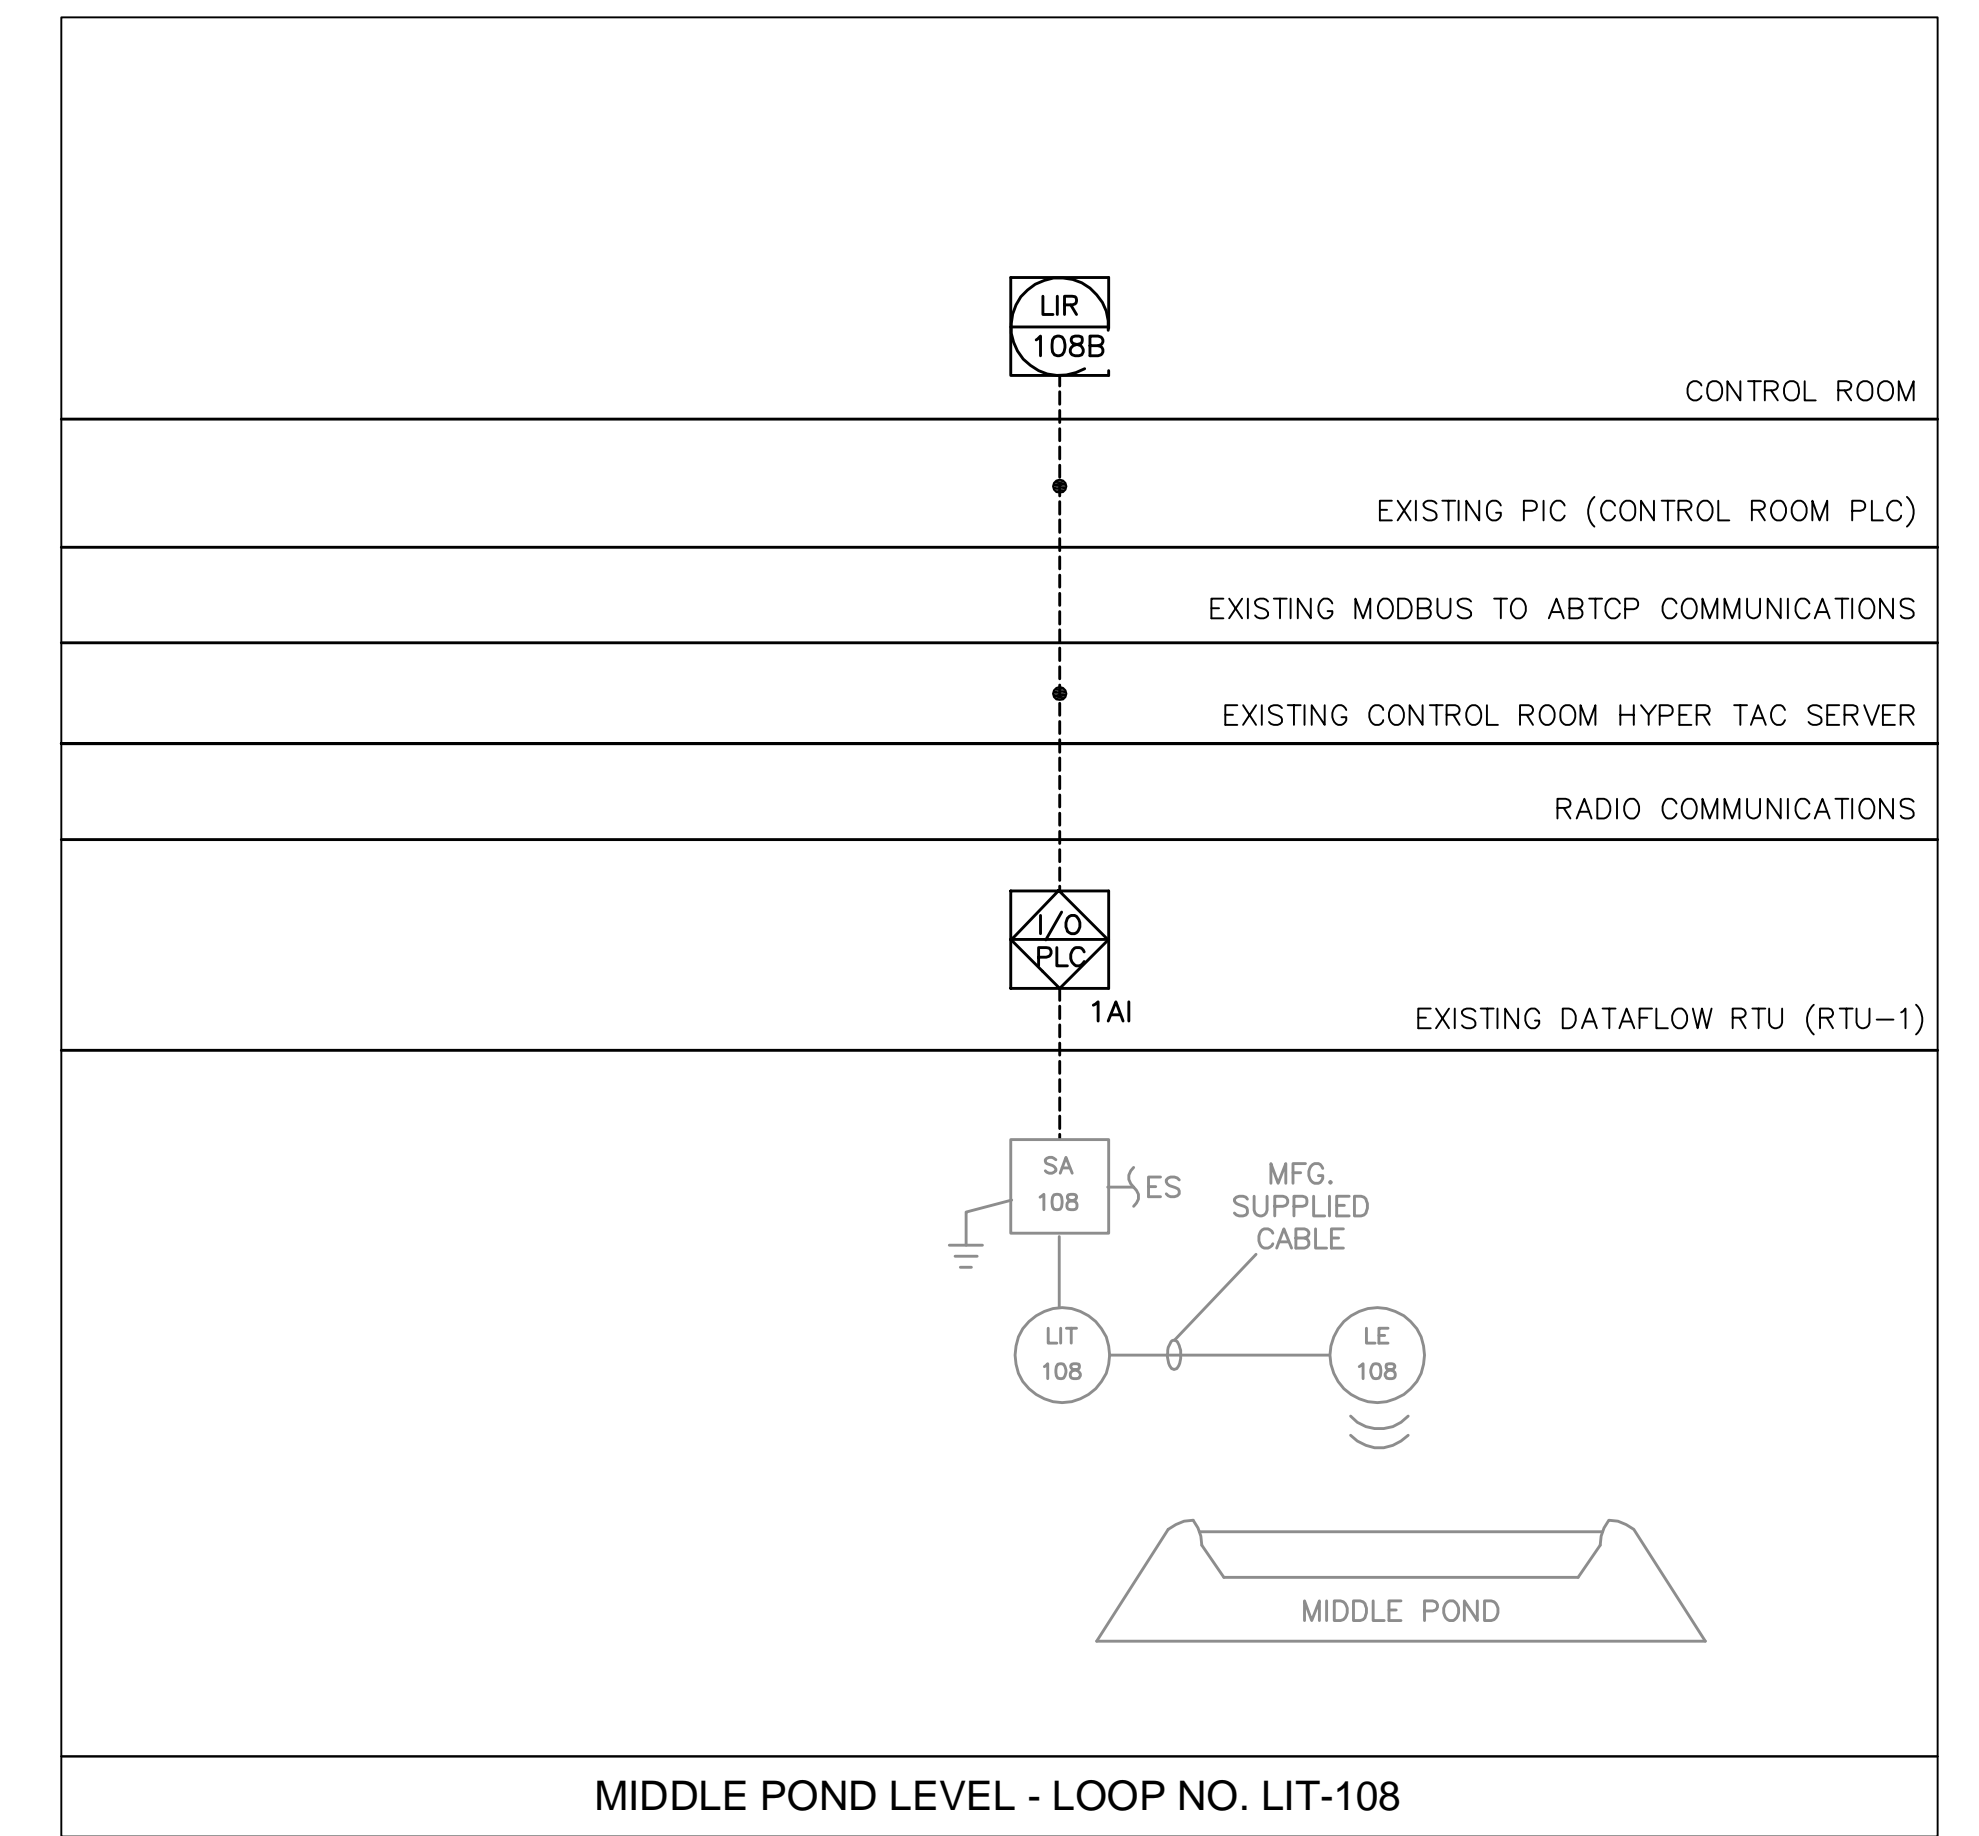 LIR
108B
CONTROL ROOM
EXISTING PIC (CONTROL ROOM PLC)
EXISTING MODBUS TO ABTCP COMMUNICATIONS
EXISTING CONTROL ROOM HYPER TAC SERVER
RADIO COMMUNICATIONS
I/O
PLC
1AI
EXISTING DATAFLOW RTU (RTU-1)
SA
108
ES
MFG.
SUPPLIED
CABLE
LIT
108
LE
108
MIDDLE POND
MIDDLE POND LEVEL - LOOP NO. LIT-108